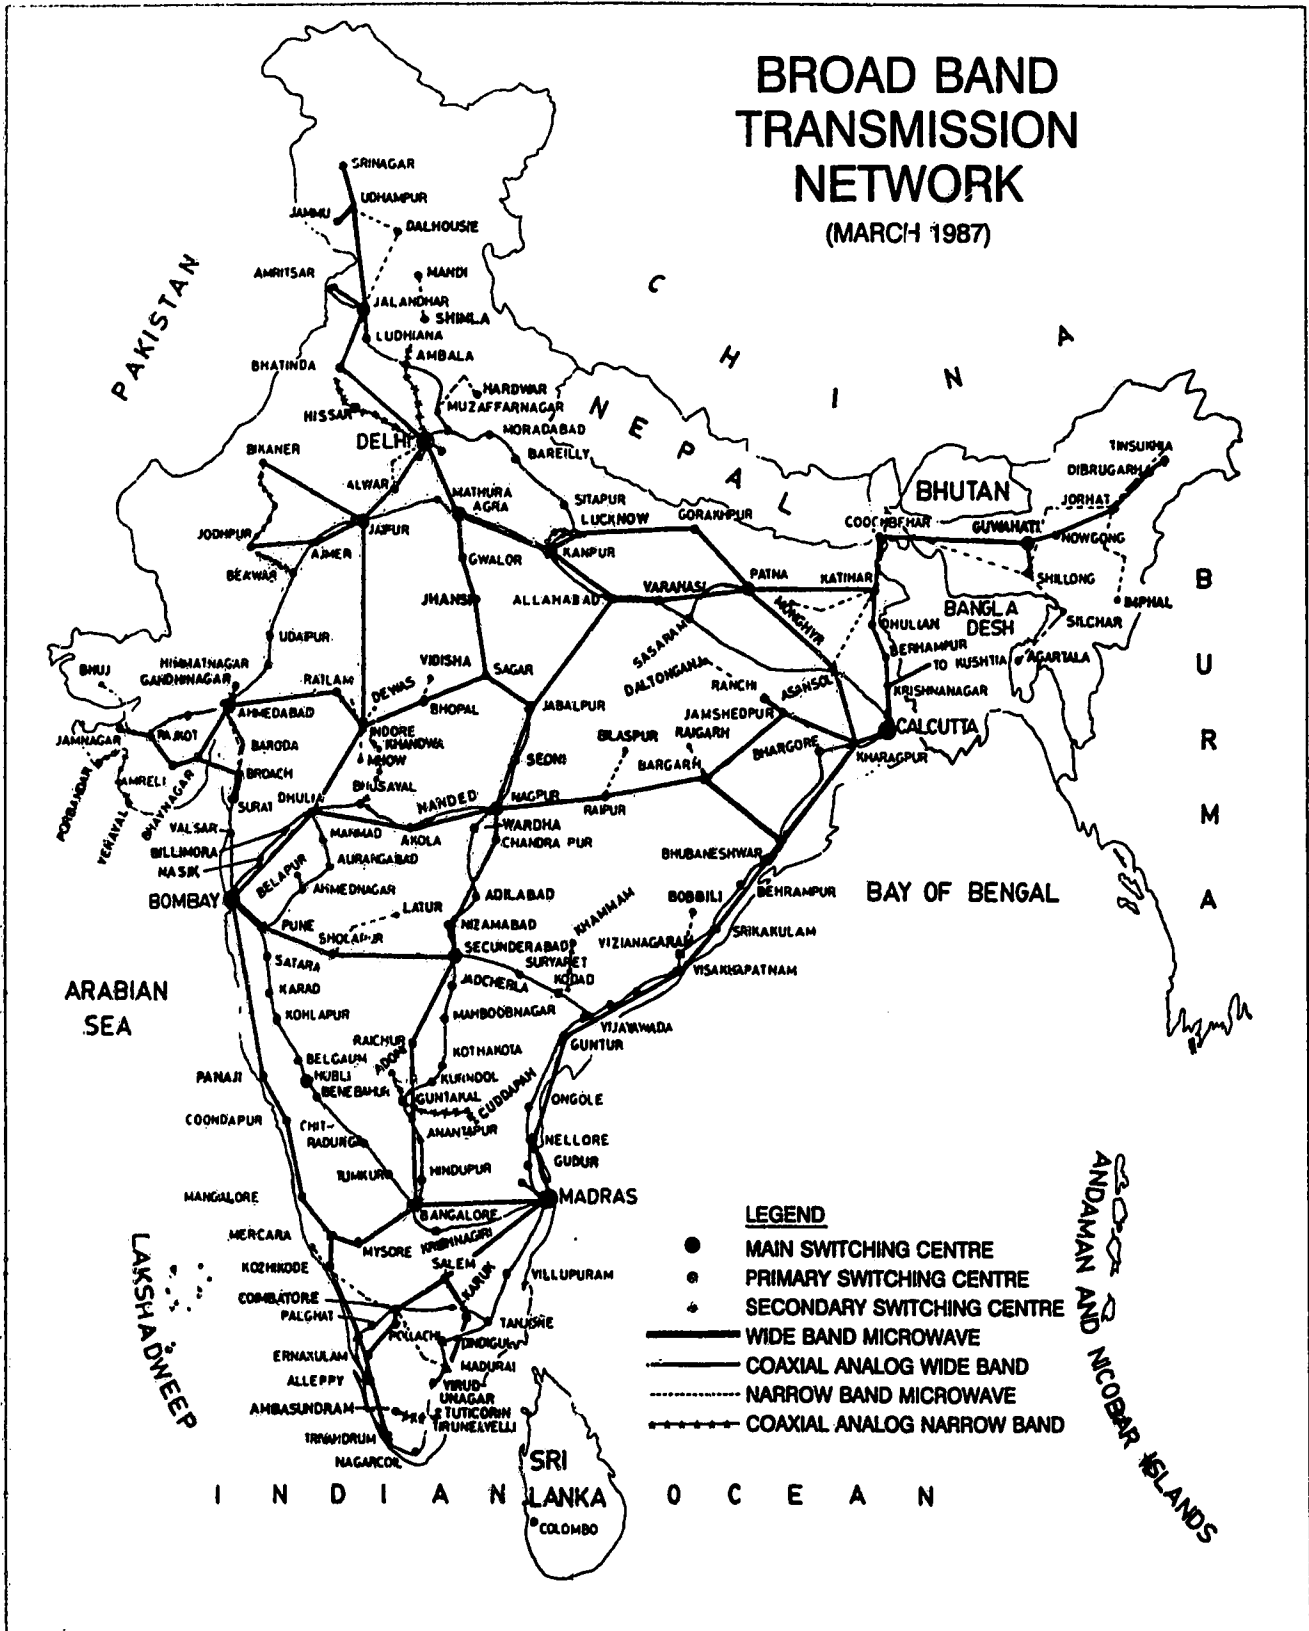 BROAD BAND
TRANSMISSION
NETWORK
(MARCH 1987)
SRINAGAR
UDHAMPUR
JAMMU
DALHOUSIE
AMRITSAR
MANDI
JALANDHAR
SHIMLA
LUDHIANA
AMBALA
BHATINDA
HARDWAR
HISSAR
MUZAFFARNAGAR
DELHI
MORADABAD
BIKANER
BAREILLY
ALWAR
MATHURA
AGRA
SITAPUR
LUCKNOW
GORAKHPUR
JODHPUR
JAIPUR
AJMER
KANPUR
BEAWAR
GWALOR
PAKISTAN
C H I N A
NEPAL
BHUTAN
TINSUKHIA
DIBRUGARH
JORHAT
COOCHBEHAR
GUWAHATI
NOWGONG
SHILLONG
IMPHAL
BANGLA
DESH
SILCHAR
AGARTALA
BURMA
JHANSI
ALLAHABAD
VARANASI
PATNA
KATIHAR
MONGHYR
DHULIAN
BERHAMPUR
TO KUSHTIA
KRISHNANAGAR
SASARAM
DALTONGANJ
RANCHI
ASANSOL
JAMSHEDPUR
CALCUTTA
KHARAGPUR
BHARGORE
UDAIPUR
BHUJ
HIMMATNAGAR
GANDHINAGAR
RATLAM
DEWAS
VIDISHA
SAGAR
AHMEDABAD
BHOPAL
JABALPUR
JAMNAGAR
RAJKOT
INDORE
KHANDWA
MHOW
BARODA
SEONI
BILASPUR
RAIGARH
BARGARH
PORBANDAR
AMRELI
BROACH
BHUSAVAL
VERAVAL
BHAVNAGAR
SURAT
DHULIA
NANDED
NAGPUR
RAIPUR
VALSAR
MANMAD
AKOLA
WARDHA
CHANDRA PUR
BILLIMORA
NASIK
BELAPUR
AURANGABAD
AHMEDNAGAR
BHUBANESHWAR
BEHRAMPUR
BOMBAY
LATUR
ADILABAD
BOBBILI
BAY OF BENGAL
PUNE
SHOLAPUR
NIZAMABAD
KHAMMAM
SECUNDERABAD
VIZIANAGARAM
SRIKAKULAM
SATARA
SURYAPET
KODAD
VISAKHAPATNAM
JADCHERLA
ARABIAN
SEA
KARAD
KOHLAPUR
MAHBOOBNAGAR
VIJAYAWADA
GUNTUR
RAICHUR
BELGAUM
ADONI
KOTHAKOTA
HUBLI
PANAJI
KURNOOL
GUNTAKAL
CUDDAPAH
ONGOLE
COONDAPUR
CHIT-
RADURGA
ANANTAPUR
NELLORE
GUDUR
TUMKUR
HINDUPUR
MANGALORE
MADRAS
BANGALORE
KRISHNAGIRI
MERCARA
MYSORE
KOZHIKODE
SALEM
KARUR
VILLUPURAM
COIMBATORE
PALGHAT
POLLACHI
DINDIGUL
ERNAKULAM
MADURAI
ALLEPPY
VIRUD-
UNAGAR
AMBASUNDRAM
TUTICORIN
TIRUNELVELLI
TRIVANDRUM
NAGARCOIL
LAKSHADWEEP
ANDAMAN AND NICOBAR ISLANDS
LEGEND
MAIN SWITCHING CENTRE
PRIMARY SWITCHING CENTRE
SECONDARY SWITCHING CENTRE
WIDE BAND MICROWAVE
COAXIAL ANALOG WIDE BAND
NARROW BAND MICROWAVE
COAXIAL ANALOG NARROW BAND
SRI
LANKA
COLOMBO
I N D I A N O C E A N